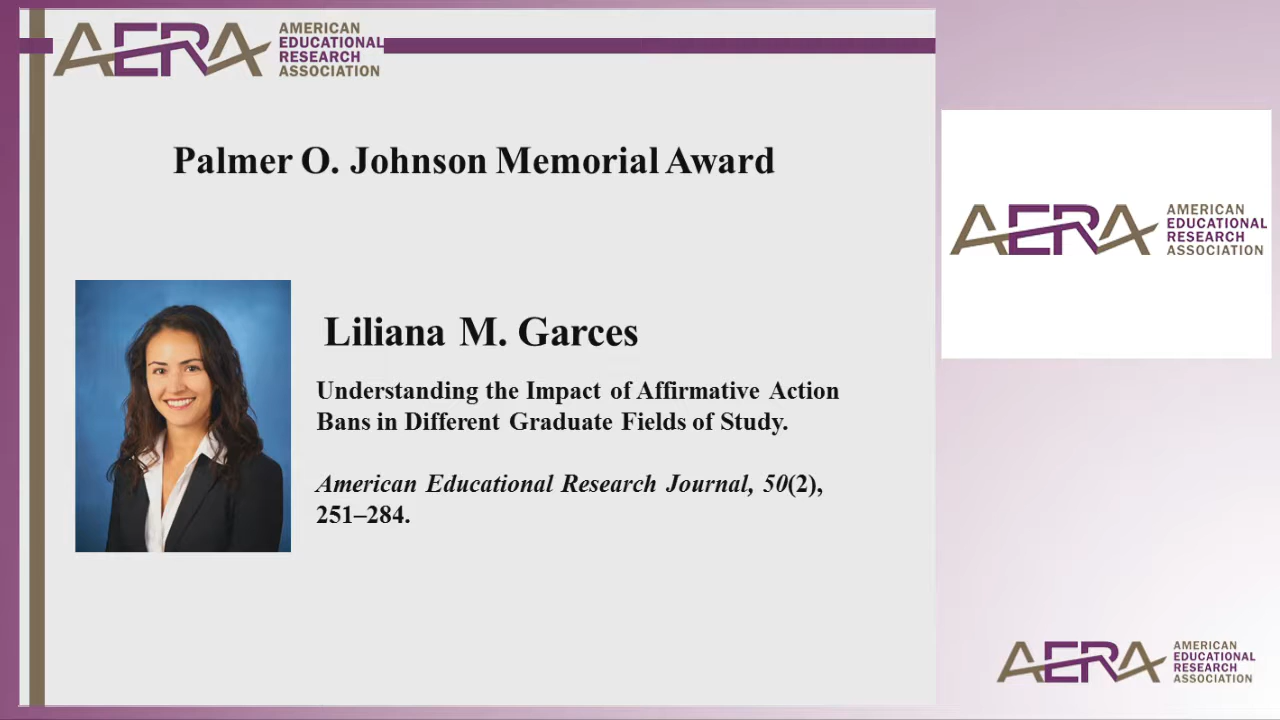 AERA
AMERICAN
EDUCATIONAL
RESEARCH
ASSOCIATION
Palmer O. Johnson Memorial Award
Liliana M. Garces
Understanding the Impact of Affirmative Action
Bans in Different Graduate Fields of Study.
American Educational Research Journal, 50(2),
251–284.
AERA
AMERICAN
EDUCATIONAL
RESEARCH
ASSOCIATION
AERA
AMERICAN
EDUCATIONAL
RESEARCH
ASSOCIATION